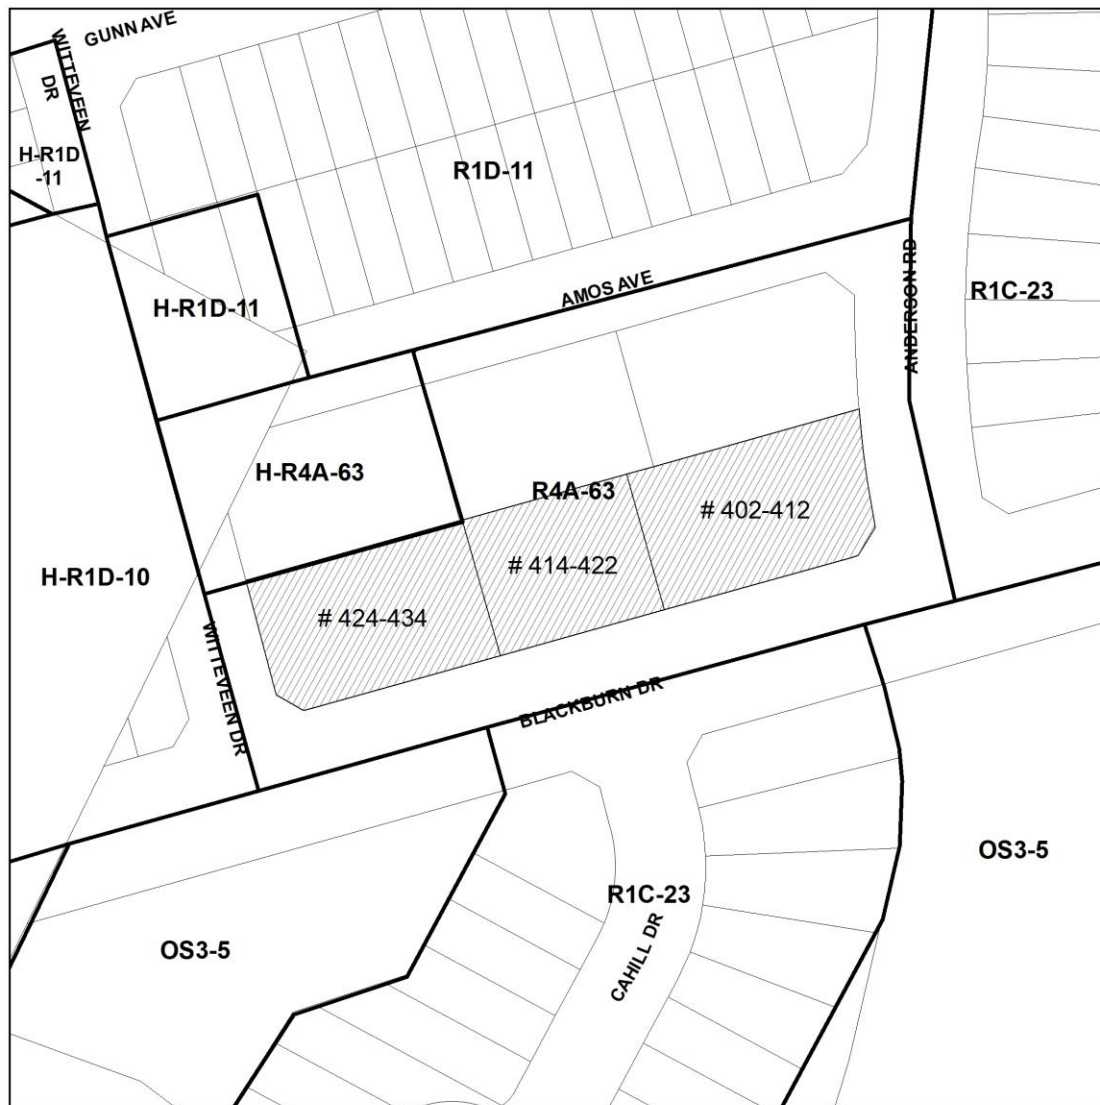 GUNN AVE
WITTEVEEN
DR
H-R1D
-11
R1D-11
H-R1D-11
AMOS AVE
ANDERSON RD
R1C-23
H-R4A-63
R4A-63
# 402-412
# 414-422
# 424-434
H-R1D-10
WITTEVEEN DR
BLACKBURN DR
OS3-5
R1C-23
CAHILL DR
OS3-5